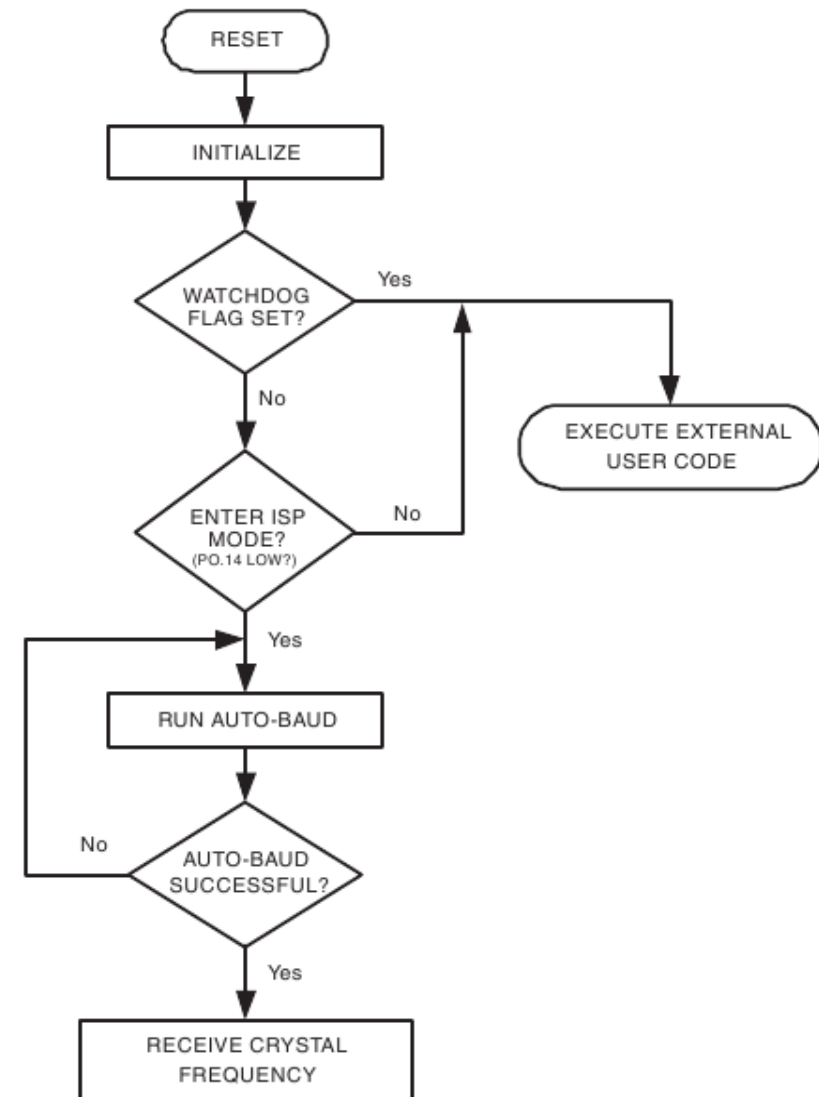 RESET
INITIALIZE
WATCHDOG
FLAG SET?
Yes
No
EXECUTE EXTERNAL
USER CODE
ENTER ISP
MODE?
(PO.14 LOW?)
No
Yes
RUN AUTO-BAUD
No
AUTO-BAUD
SUCCESSFUL?
Yes
RECEIVE CRYSTAL
FREQUENCY